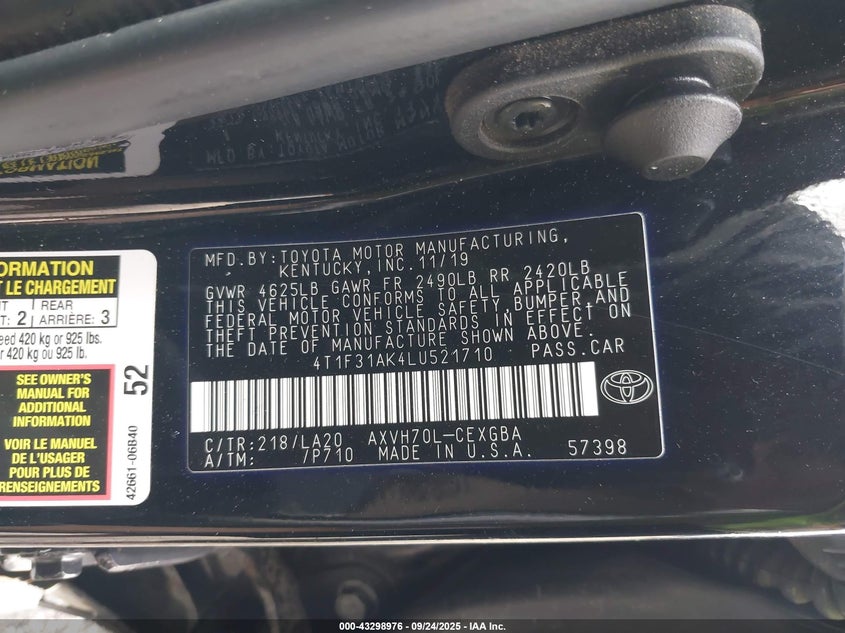 MFD.BY: TOYOTA MOTOR MANUFACTURING,
KENTUCKY, INC. 11/19
GVWR 4625LB GAWR FR 2490LB RR 2420LB
THIS VEHICLE CONFORMS TO ALL APPLICABLE
FEDERAL MOTOR VEHICLE SAFETY, BUMPER, AND
THEFT PREVENTION STANDARDS IN EFFECT ON
THE DATE OF MANUFACTURE SHOWN ABOVE.
4T1F31AK4LU521710 PASS.CAR
C/TR:218/LA20 AXVH70L-CEXGBA
A/TM: 7P710 MADE IN U.S.A. 57398
ORMATION
T LE CHARGEMENT
2 REAR
ARRIÈRE: 3
eed 420 kg or 925 lbs.
r 420 kg ou 925 lb.
SEE OWNER'S
MANUAL FOR
ADDITIONAL
INFORMATION
VOIR LE MANUEL
DE L'USAGER
POUR PLUS DE
RENSEIGNEMENTS
52
42661-06B40
000-43298976 - 09/24/2025 - IAA Inc.